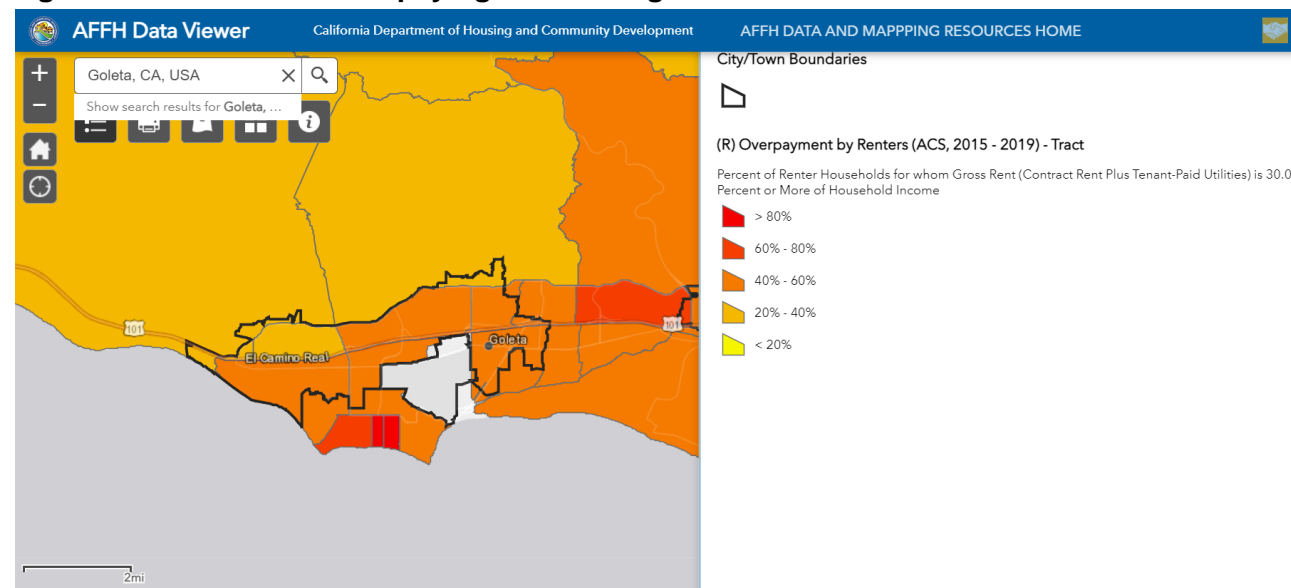 AFFH Data Viewer
California Department of Housing and Community Development
AFFH DATA AND MAPPPING RESOURCES HOME
+
Goleta, CA, USA
−
Show search results for Goleta, ...
101
El Camino Real
Goleta
101
2mi
City/Town Boundaries
(R) Overpayment by Renters (ACS, 2015 - 2019) - Tract
Percent of Renter Households for whom Gross Rent (Contract Rent Plus Tenant-Paid Utilities) is 30.0
Percent or More of Household Income
> 80%
60% - 80%
40% - 60%
20% - 40%
< 20%